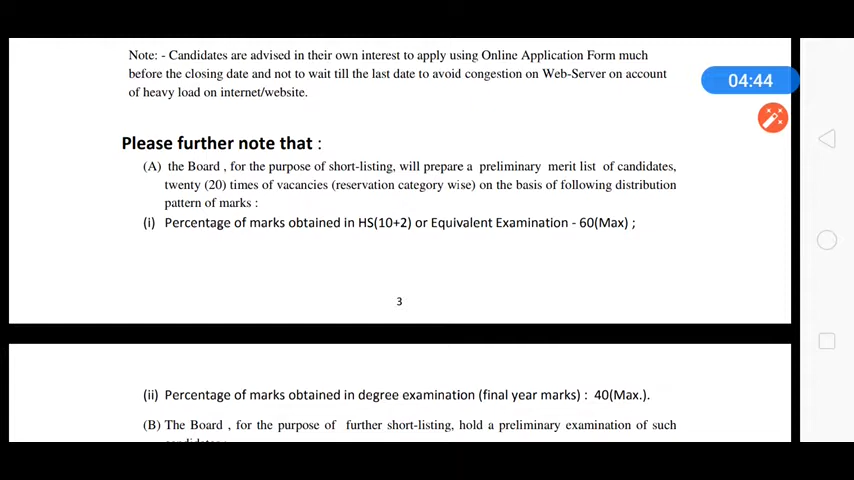 Note: - Candidates are advised in their own interest to apply using Online Application Form much
before the closing date and not to wait till the last date to avoid congestion on Web-Server on account
of heavy load on internet/website.
04:44
Please further note that :
(A) the Board , for the purpose of short-listing, will prepare a preliminary merit list of candidates,
twenty (20) times of vacancies (reservation category wise) on the basis of following distribution
pattern of marks :
(i) Percentage of marks obtained in HS(10+2) or Equivalent Examination - 60(Max) ;
3
(ii) Percentage of marks obtained in degree examination (final year marks) : 40(Max.).
(B) The Board , for the purpose of further short-listing, hold a preliminary examination of such